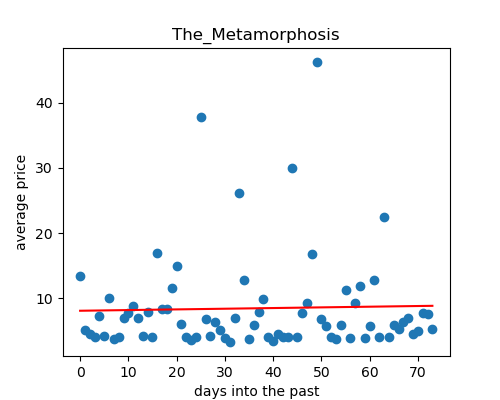 The_Metamorphosis
average price
40
30
20
10
0 10 20 30 40 50 60 70
days into the past